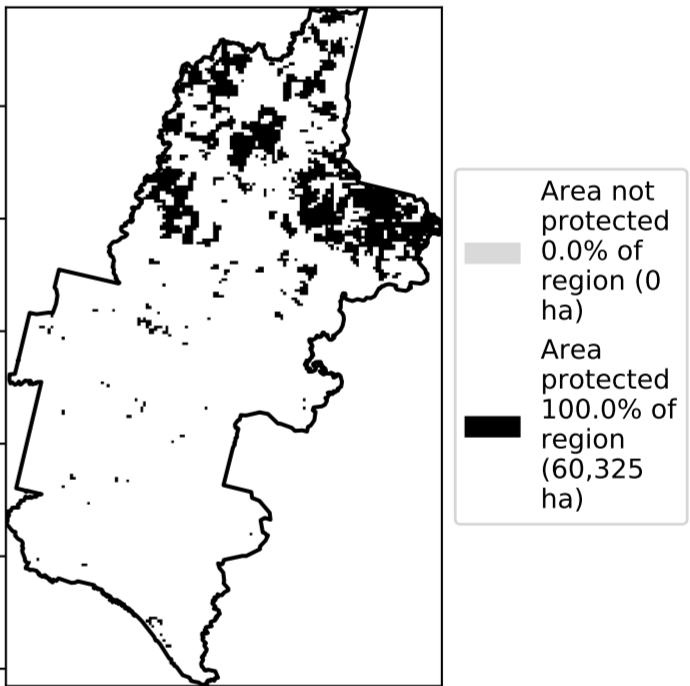 Area not
protected
0.0% of
region (0
ha)
Area
protected
100.0% of
region
(60,325
ha)